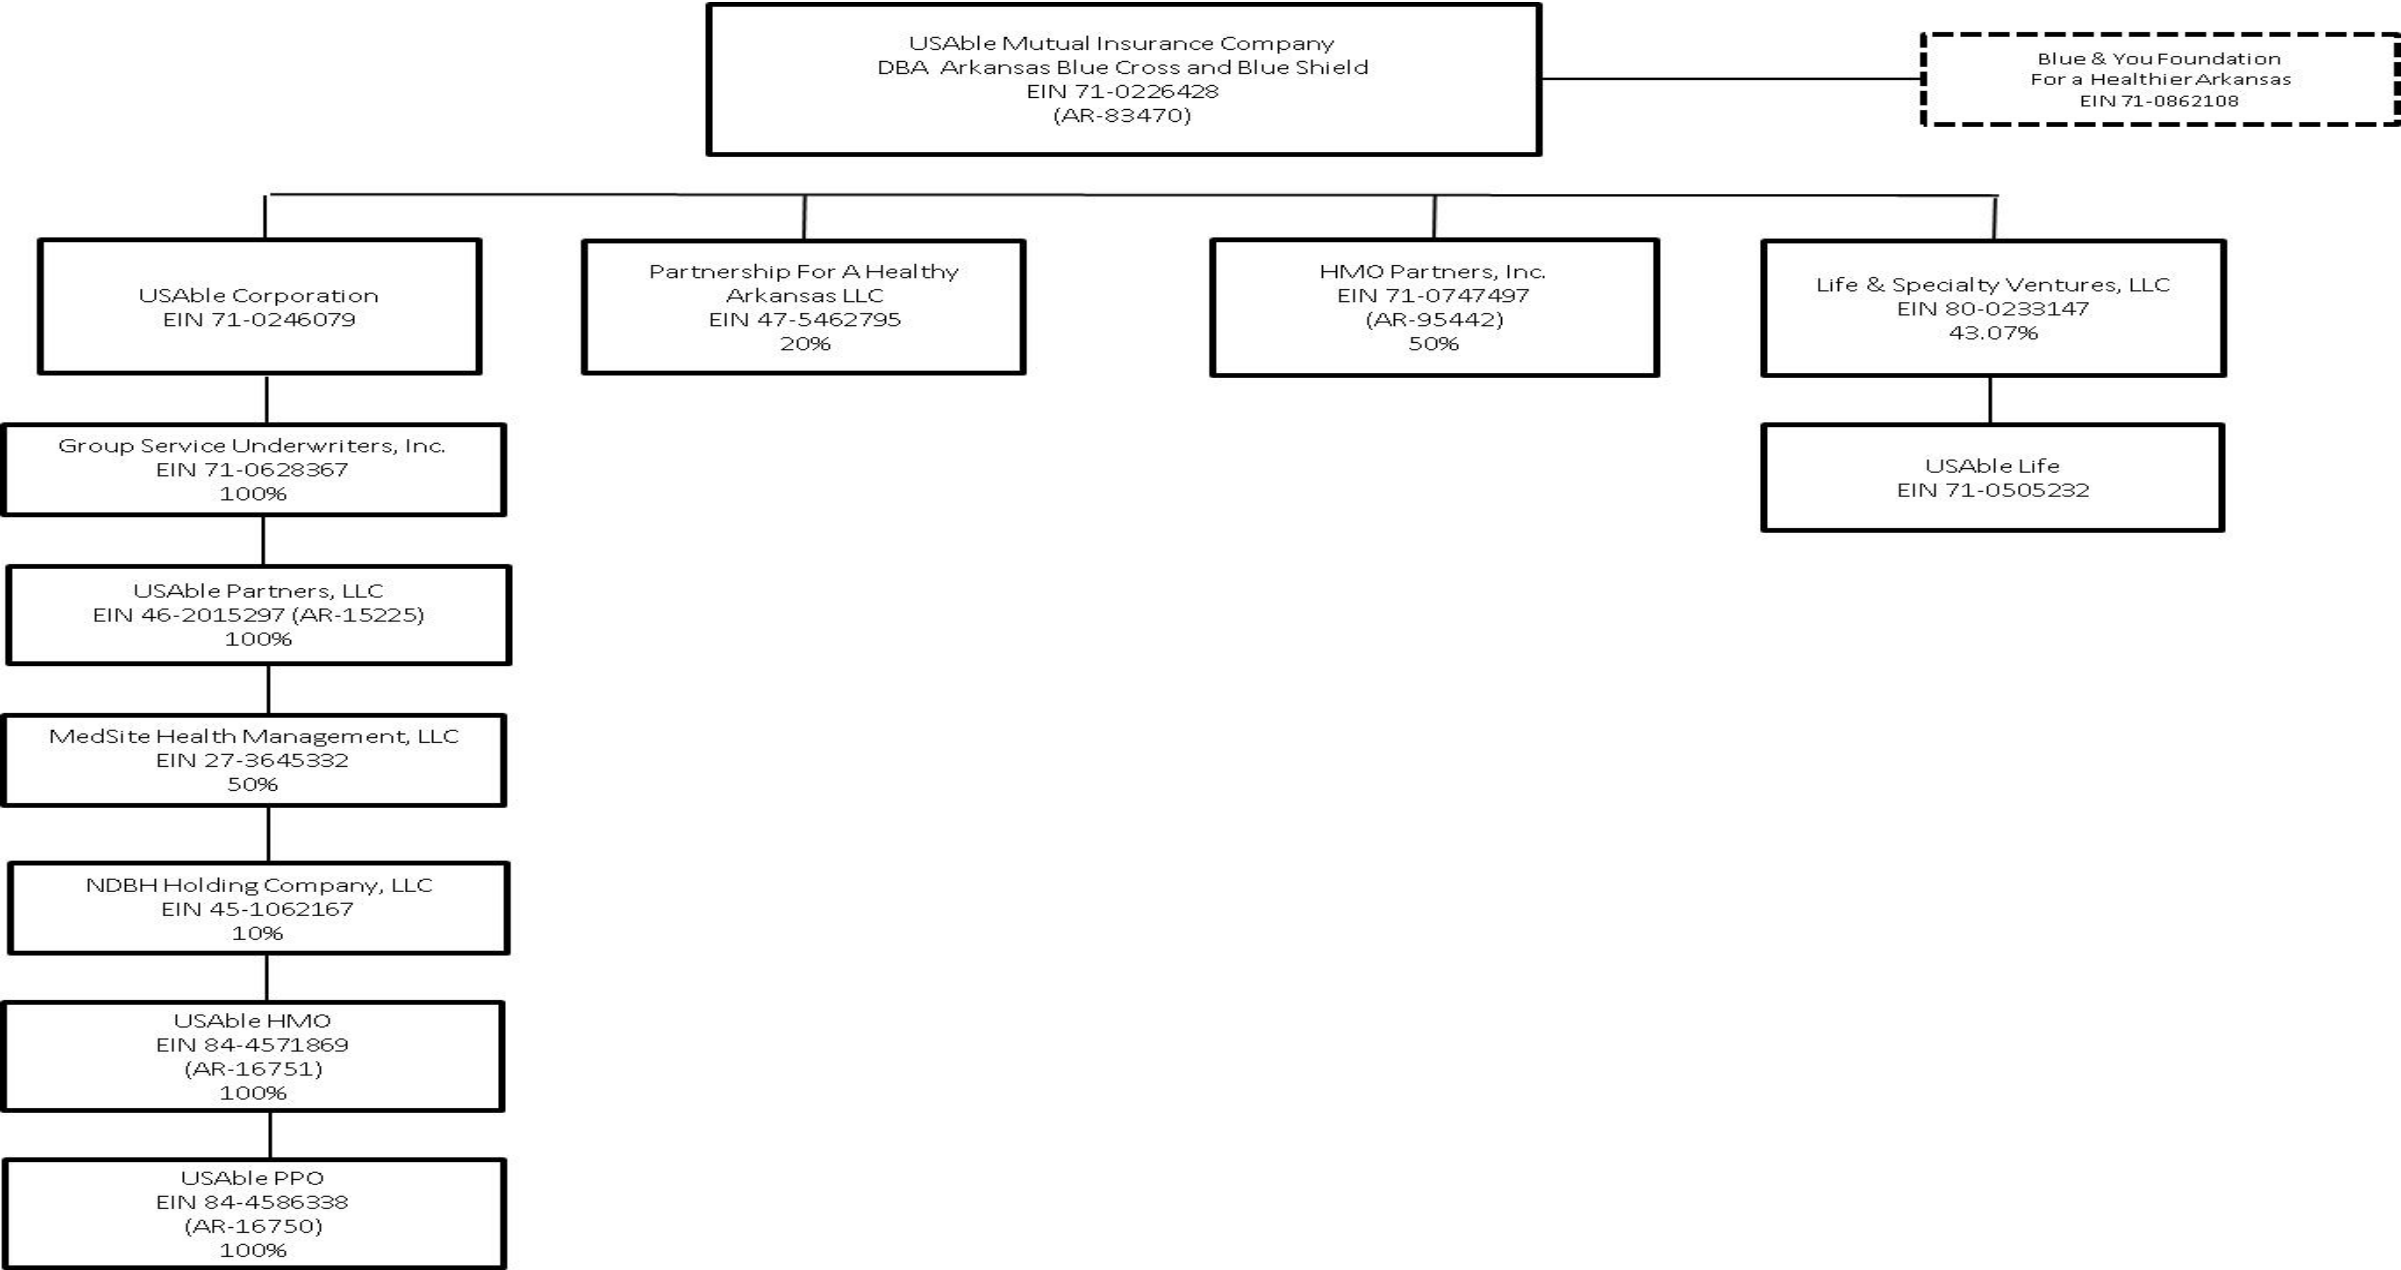 USAble Mutual Insurance Company
DBA Arkansas Blue Cross and Blue Shield
EIN 71-0226428
(AR-83470)
Blue & You Foundation
For a Healthier Arkansas
EIN 71-0862108
USAble Corporation
EIN 71-0246079
Partnership For A Healthy
Arkansas LLC
EIN 47-5462795
20%
HMO Partners, Inc.
EIN 71-0747497
(AR-95442)
50%
Life & Specialty Ventures, LLC
EIN 80-0233147
43.07%
Group Service Underwriters, Inc.
EIN 71-0628367
100%
USAble Life
EIN 71-0505232
USAble Partners, LLC
EIN 46-2015297 (AR-15225)
100%
MedSite Health Management, LLC
EIN 27-3645332
50%
NDBH Holding Company, LLC
EIN 45-1062167
10%
USAble HMO
EIN 84-4571869
(AR-16751)
100%
USAble PPO
EIN 84-4586338
(AR-16750)
100%